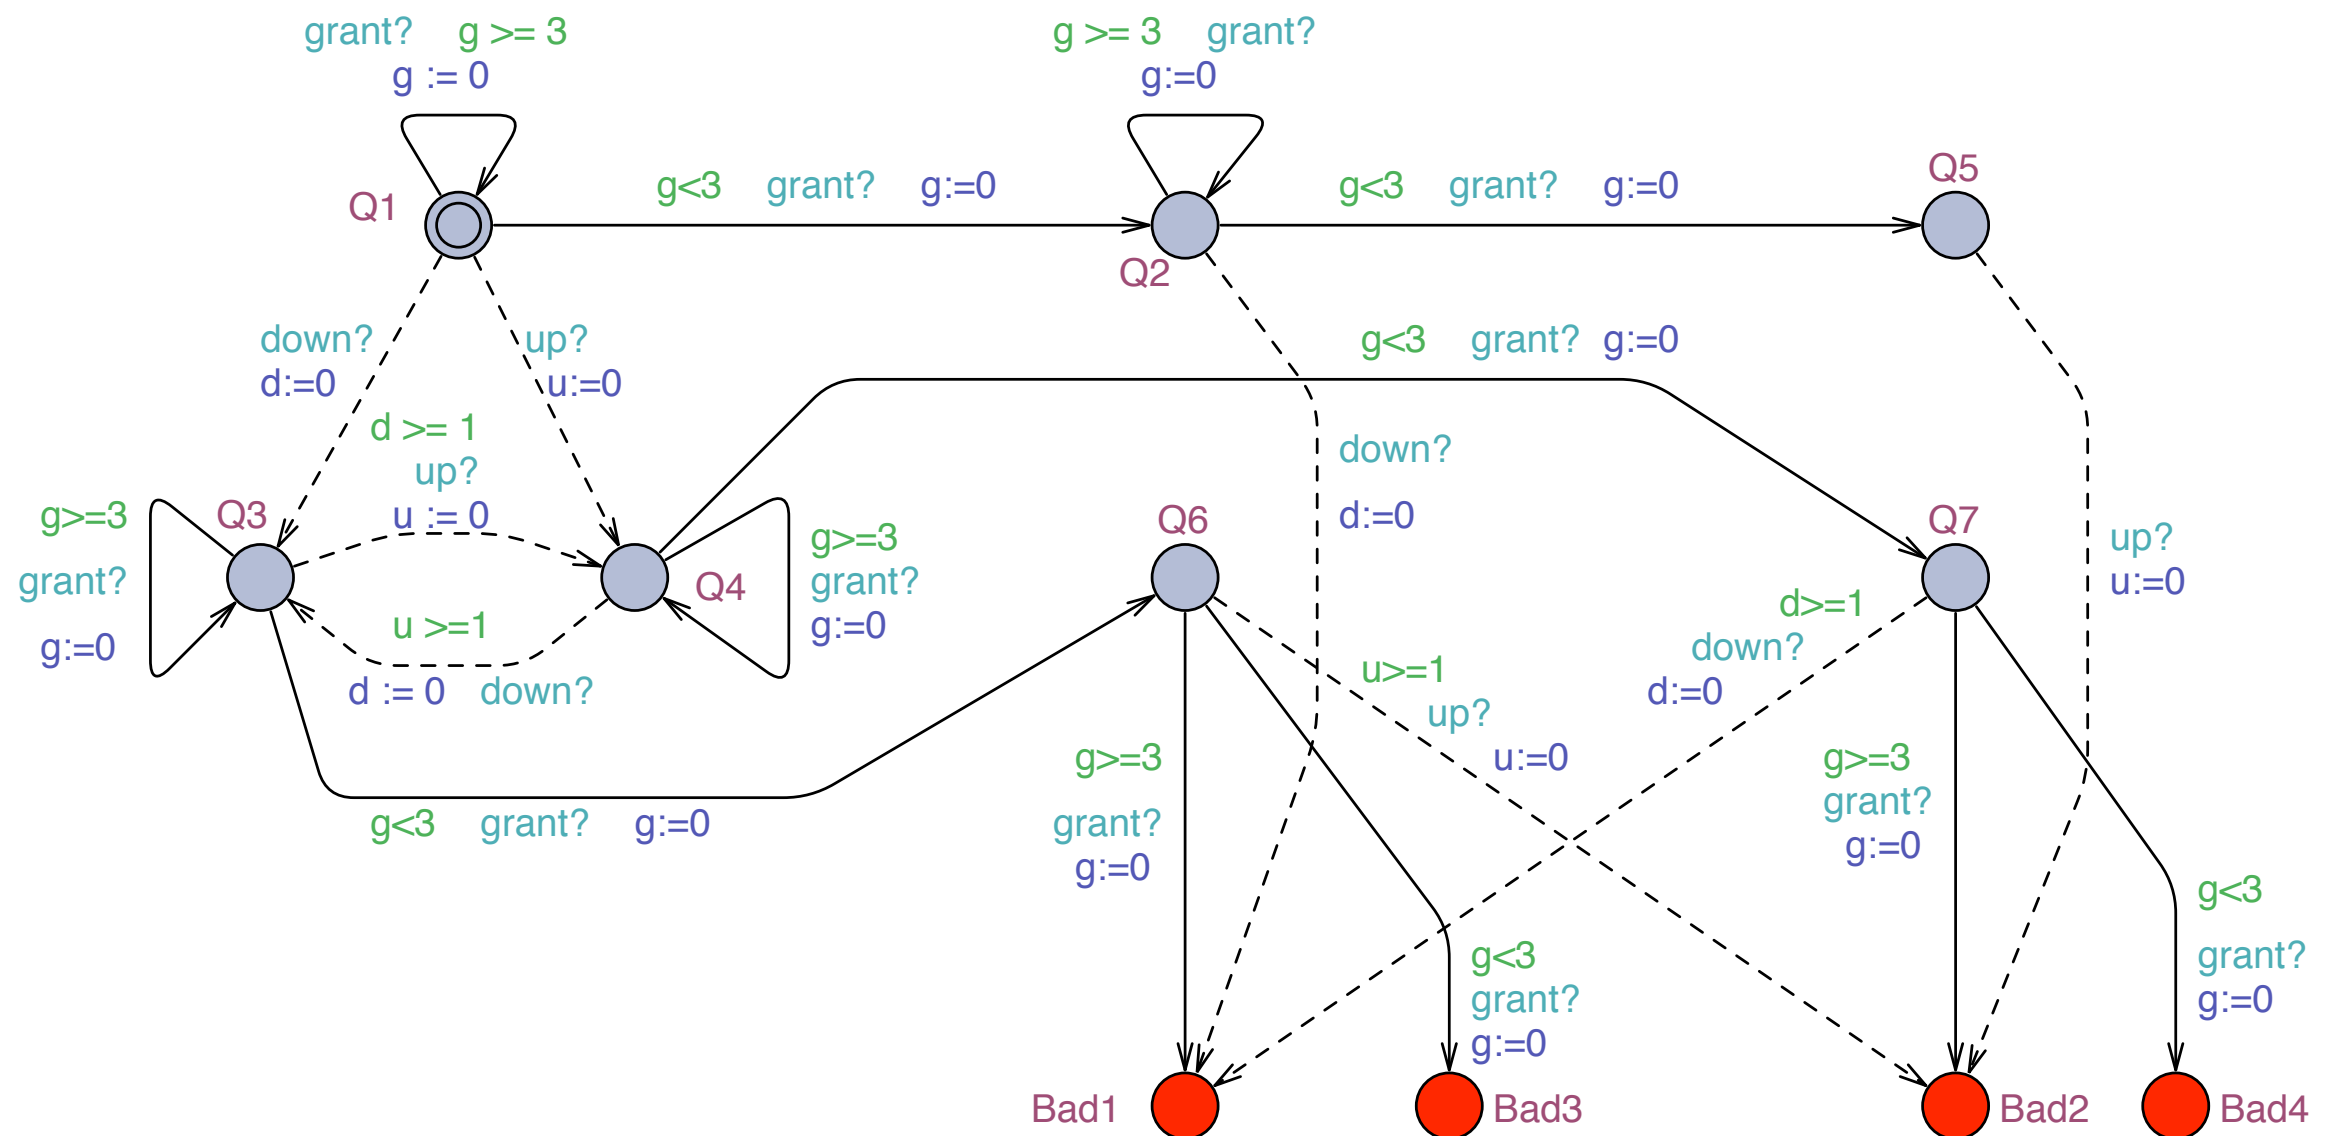 grant? g >= 3
g := 0
g >= 3 grant?
g:=0
Q1
g<3 grant? g:=0
Q2
g<3 grant? g:=0
Q5
down?
d:=0
up?
u:=0
g<3 grant? g:=0
d >= 1
up?
u := 0
down?
d:=0
g>=3
grant?
g:=0
Q3
Q4
g>=3
grant?
g:=0
Q6
Q7
up?
u:=0
u >=1
d := 0 down?
u>=1
up?
u:=0
d>=1
down?
d:=0
g<3 grant? g:=0
g>=3
grant?
g:=0
g>=3
grant?
g:=0
g<3
grant?
g:=0
g<3
grant?
g:=0
Bad1
Bad3
Bad2
Bad4